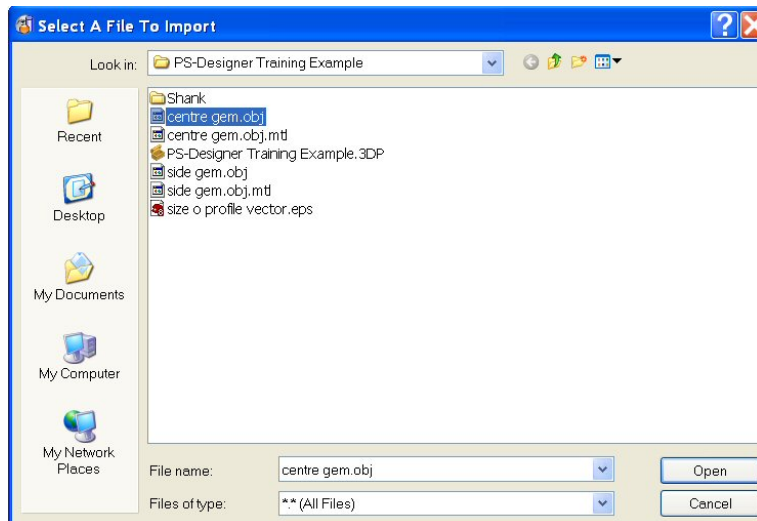 Select A File To Import
Look in: PS-Designer Training Example
Shank
centre gem.obj
centre gem.obj.mtl
PS-Designer Training Example.3DP
side gem.obj
side gem.obj.mtl
size o profile vector.eps
Recent
Desktop
My Documents
My Computer
My Network
Places
File name: centre gem.obj Open
Files of type: *.* (All Files) Cancel